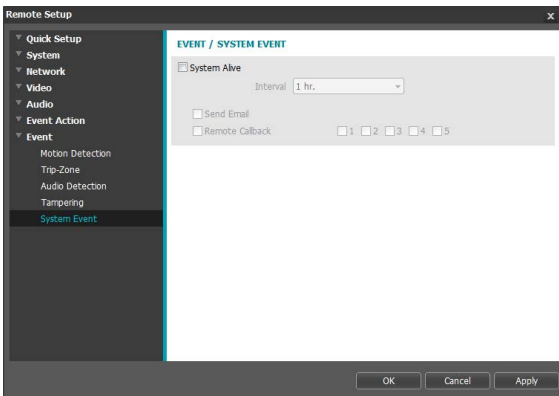 Remote Setup x
Quick Setup
System
Network
Video
Audio
Event Action
Event
Motion Detection
Trip-Zone
Audio Detection
Tampering
System Event
EVENT / SYSTEM EVENT
System Alive
Interval 1 hr.
Send Email
Remote Callback 1 2 3 4 5
OK Cancel Apply